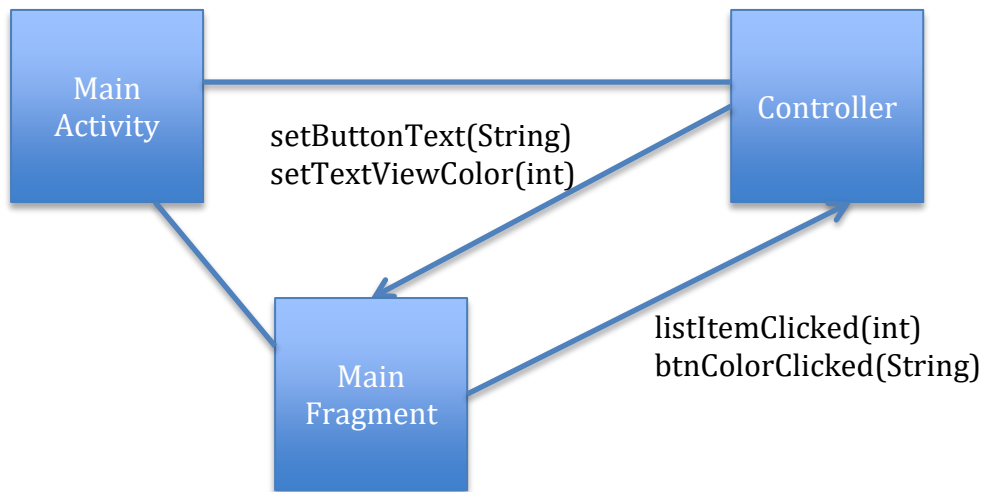 Main
Activity
Controller
setButtonText(String)
setTextViewColor(int)
listItemClicked(int)
btnColorClicked(String)
Main
Fragment